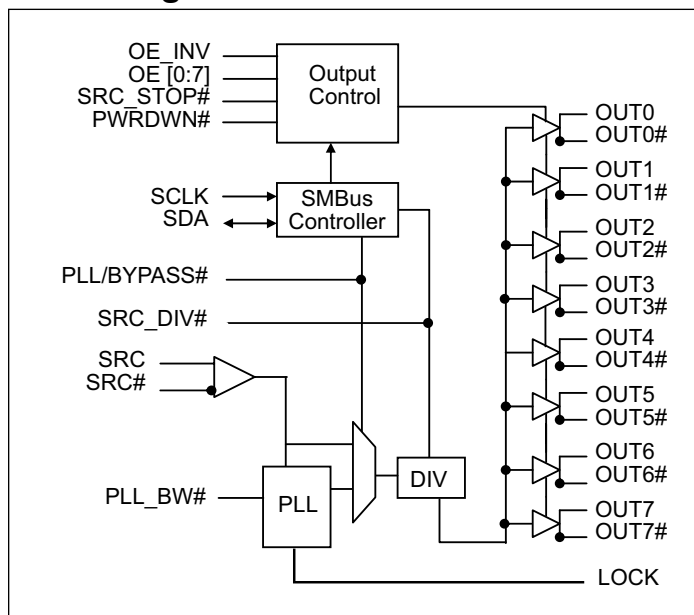 OE_INV
OE [0:7]
SRC_STOP#
PWRDWN#
Output
Control
SCLK
SDA
SMBus
Controller
PLL/BYPASS#
SRC_DIV#
SRC
SRC#
PLL_BW#
PLL
DIV
OUT0
OUT0#
OUT1
OUT1#
OUT2
OUT2#
OUT3
OUT3#
OUT4
OUT4#
OUT5
OUT5#
OUT6
OUT6#
OUT7
OUT7#
LOCK